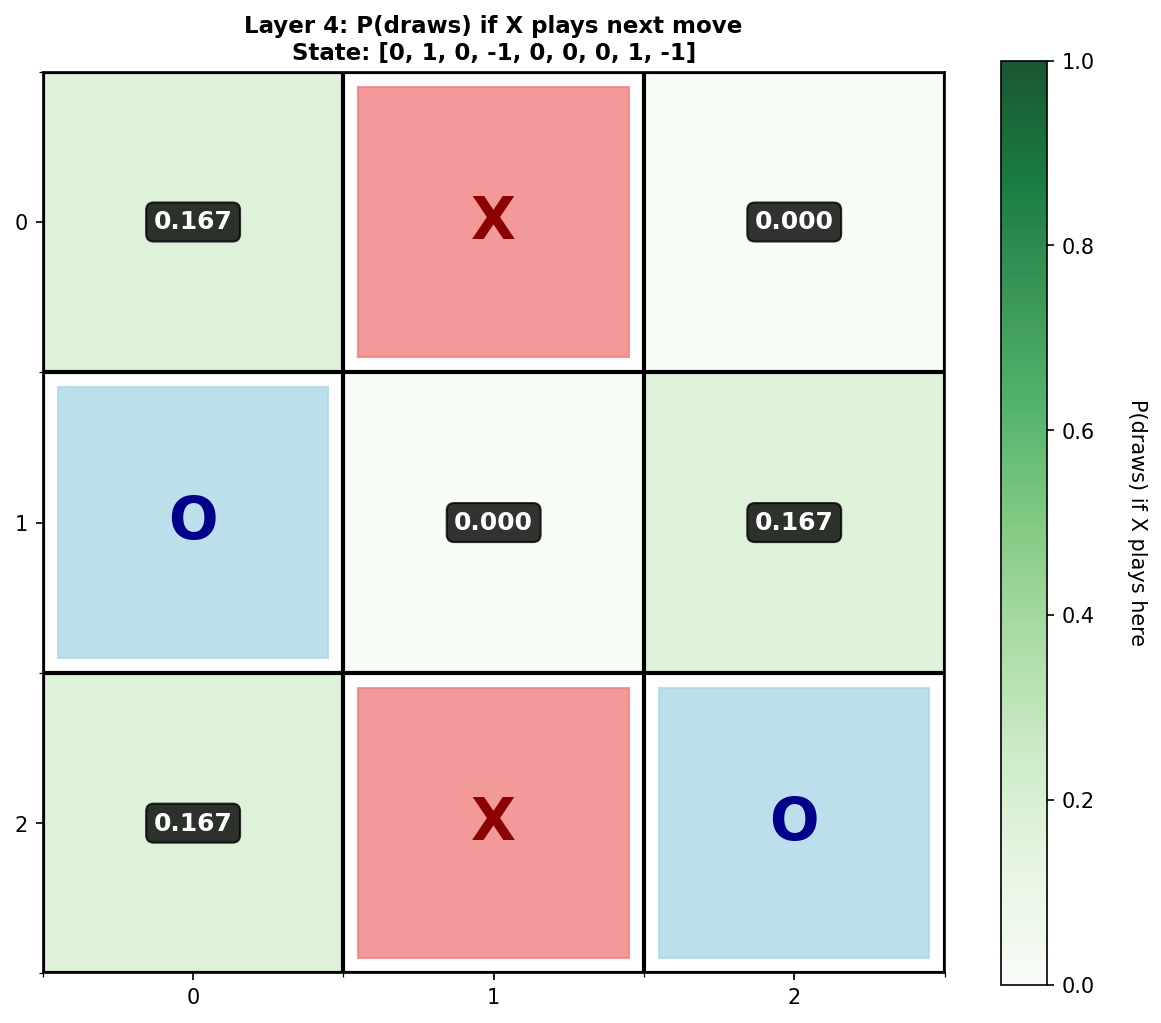 Layer 4: P(draws) if X plays next move
State: [0, 1, 0, -1, 0, 0, 0, 1, -1]
0
0.167
X
0.000
1
O
0.000
0.167
2
0.167
X
O
0
1
2
1.0
0.8
0.6
0.4
0.2
0.0
P(draws) if X plays here